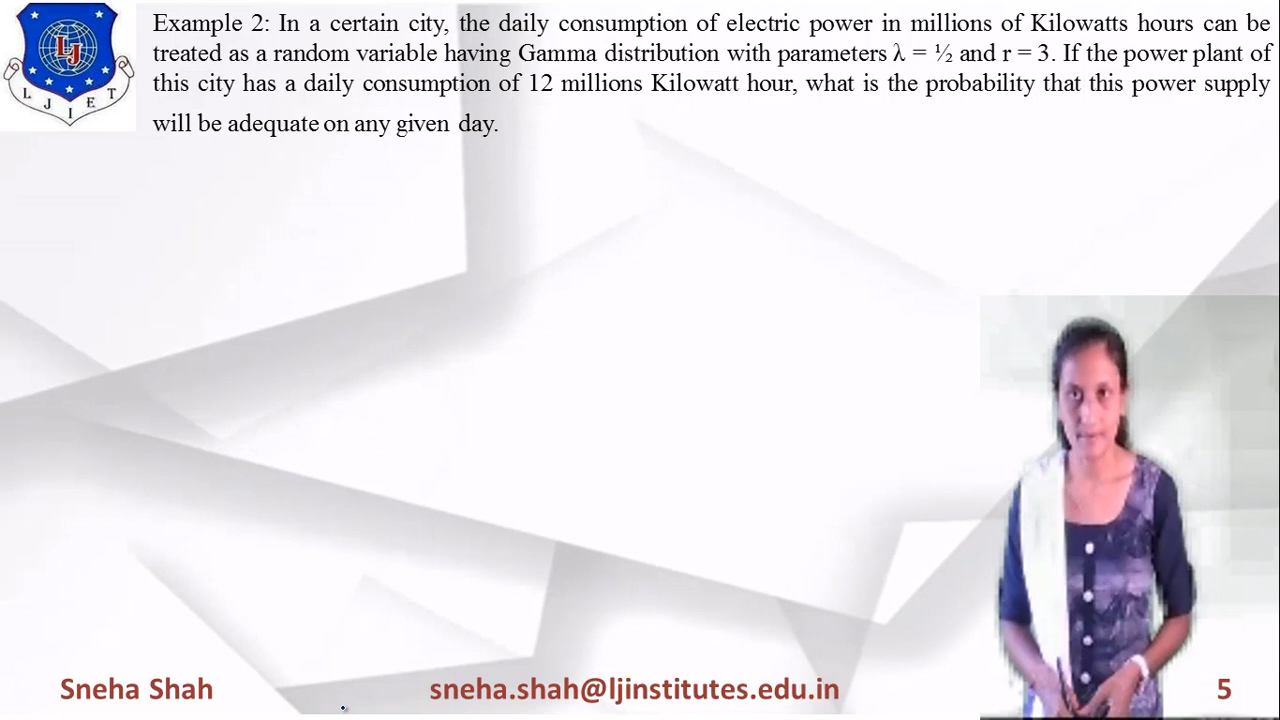 Example 2: In a certain city, the daily consumption of electric power in millions of Kilowatts hours can be
treated as a random variable having Gamma distribution with parameters λ = ½ and r = 3. If the power plant of
this city has a daily consumption of 12 millions Kilowatt hour, what is the probability that this power supply
will be adequate on any given day.
LJ
L J I E T
Sneha Shah
sneha.shah@ljinstitutes.edu.in
5